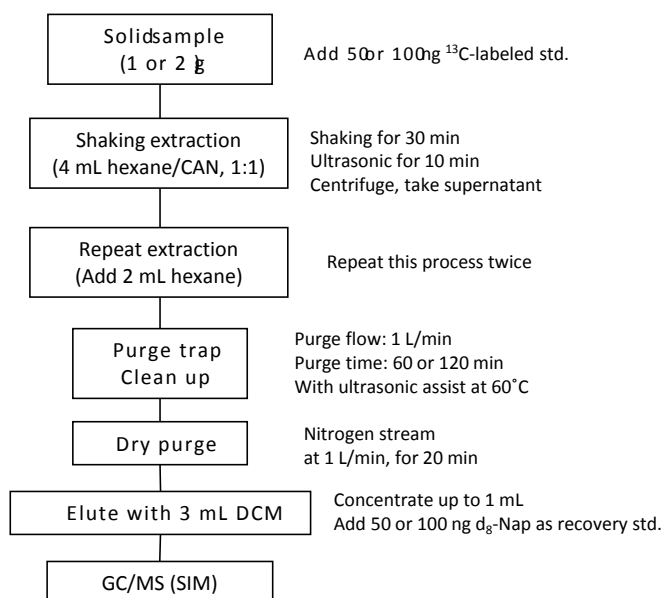 Solidsample
(1 or 2 g
Add 50or 100ng ¹³C-labeled std.
Shaking extraction
(4 mL hexane/CAN, 1:1)
Shaking for 30 min
Ultrasonic for 10 min
Centrifuge, take supernatant
Repeat extraction
(Add 2 mL hexane)
Repeat this process twice
Purge trap
Clean up
Purge flow: 1 L/min
Purge time: 60 or 120 min
With ultrasonic assist at 60˚C
Dry purge
Nitrogen stream
at 1 L/min, for 20 min
Elute with 3 mL DCM
Concentrate up to 1 mL
Add 50 or 100 ng d₈-Nap as recovery std.
GC/MS (SIM)